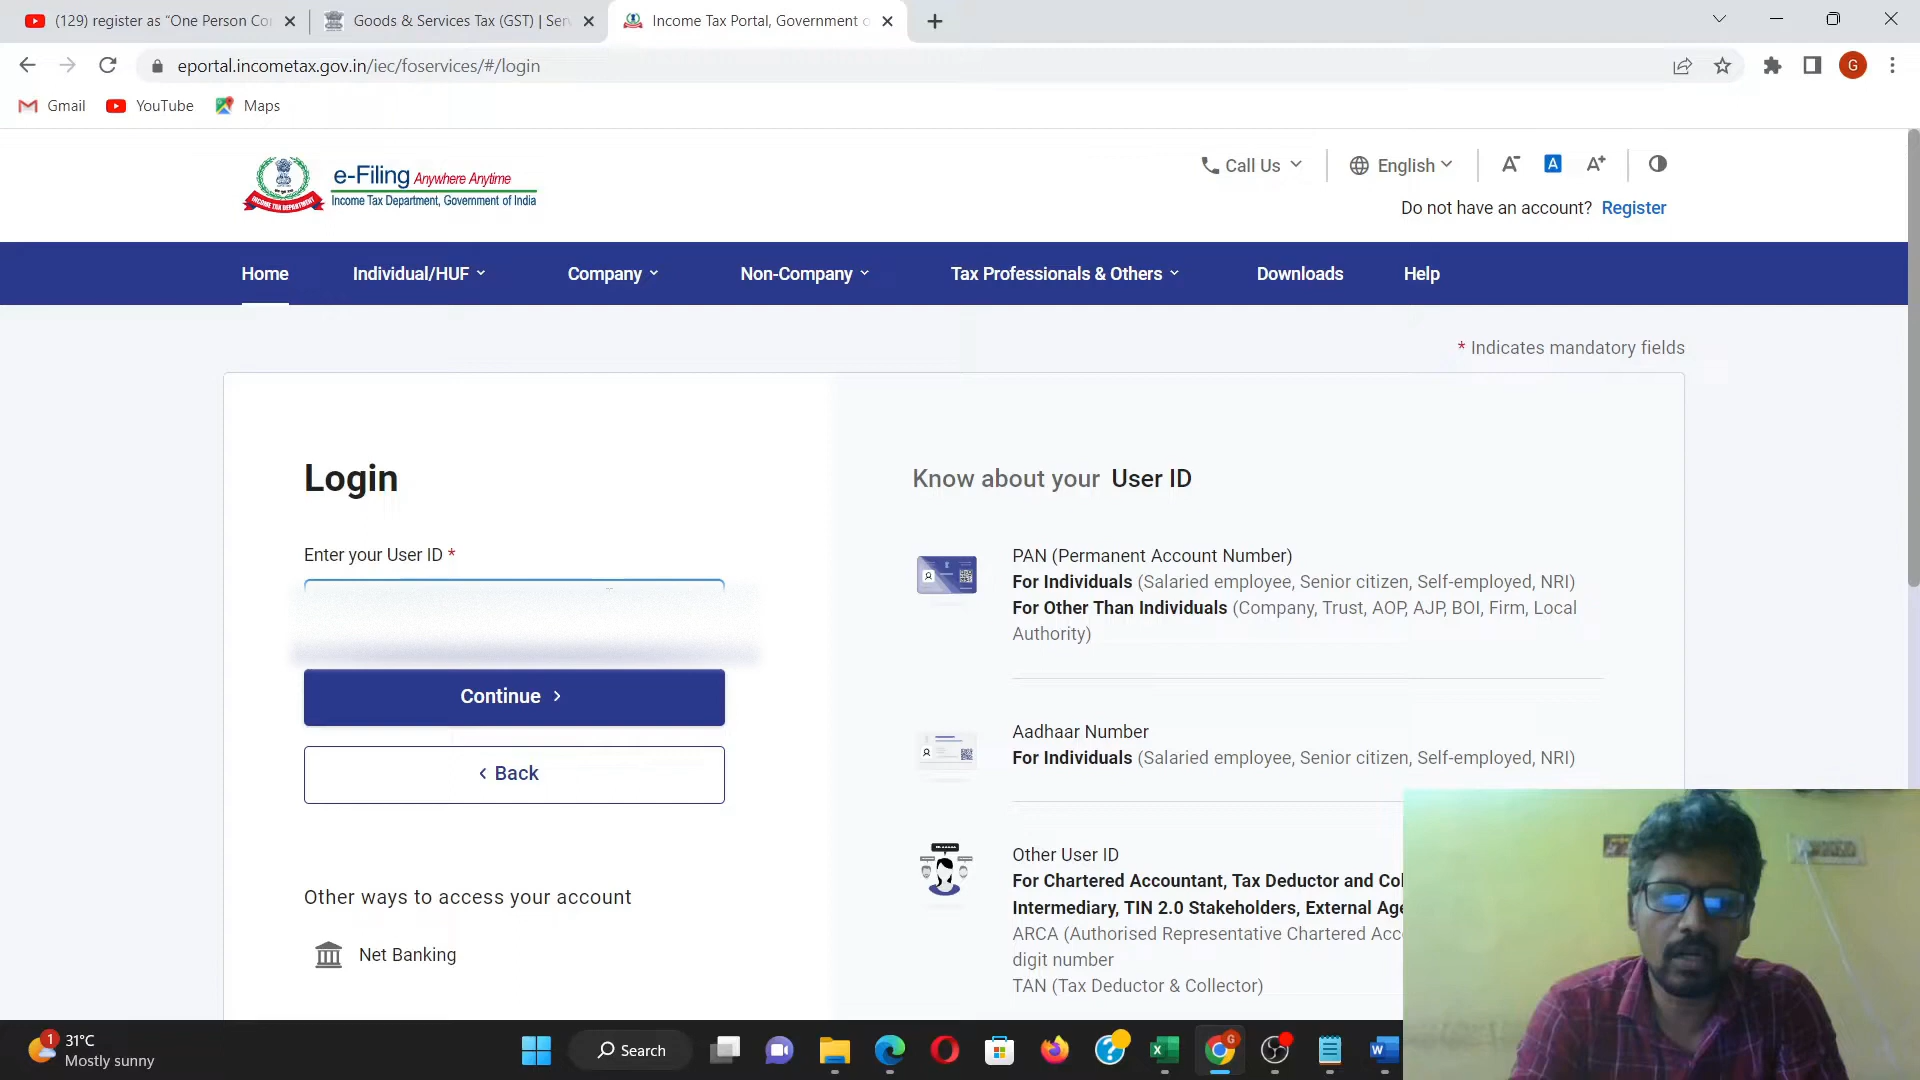 (129) register as “One Person Co
Goods & Services Tax (GST) | Ser
Income Tax Portal, Government o
eportal.incometax.gov.in/iec/foservices/#/login
G
Gmail
YouTube
Maps
e-Filing Anywhere Anytime
Income Tax Department, Government of India
INCOME TAX DEPARTMENT
Call Us
English
A-
A
A+
Do not have an account? Register
Home
Individual/HUF
Company
Non-Company
Tax Professionals & Others
Downloads
Help
* Indicates mandatory fields
Login
Enter your User ID *
Continue >
< Back
Other ways to access your account
Net Banking
Know about your User ID
PAN (Permanent Account Number)
For Individuals (Salaried employee, Senior citizen, Self-employed, NRI)
For Other Than Individuals (Company, Trust, AOP, AJP, BOI, Firm, Local
Authority)
Aadhaar Number
For Individuals (Salaried employee, Senior citizen, Self-employed, NRI)
Other User ID
For Chartered Accountant, Tax Deductor and Col
Intermediary, TIN 2.0 Stakeholders, External Age
ARCA (Authorised Representative Chartered Acc
digit number
TAN (Tax Deductor & Collector)
1
31°C
Mostly sunny
Search
G